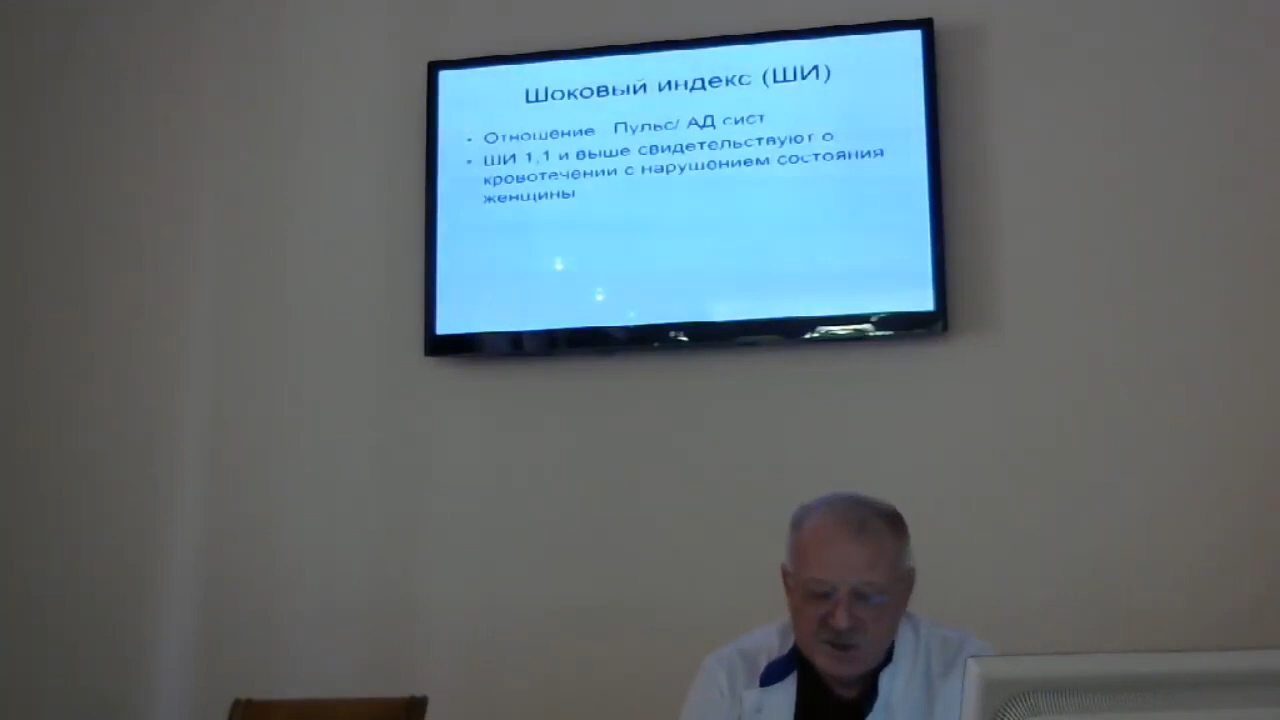 Шоковый индекс (ШИ)
• Отношение Пульс/ АД сист
• ШИ 1,1 и выше свидетельствуют о
кровотечении с нарушением состояния
женщины